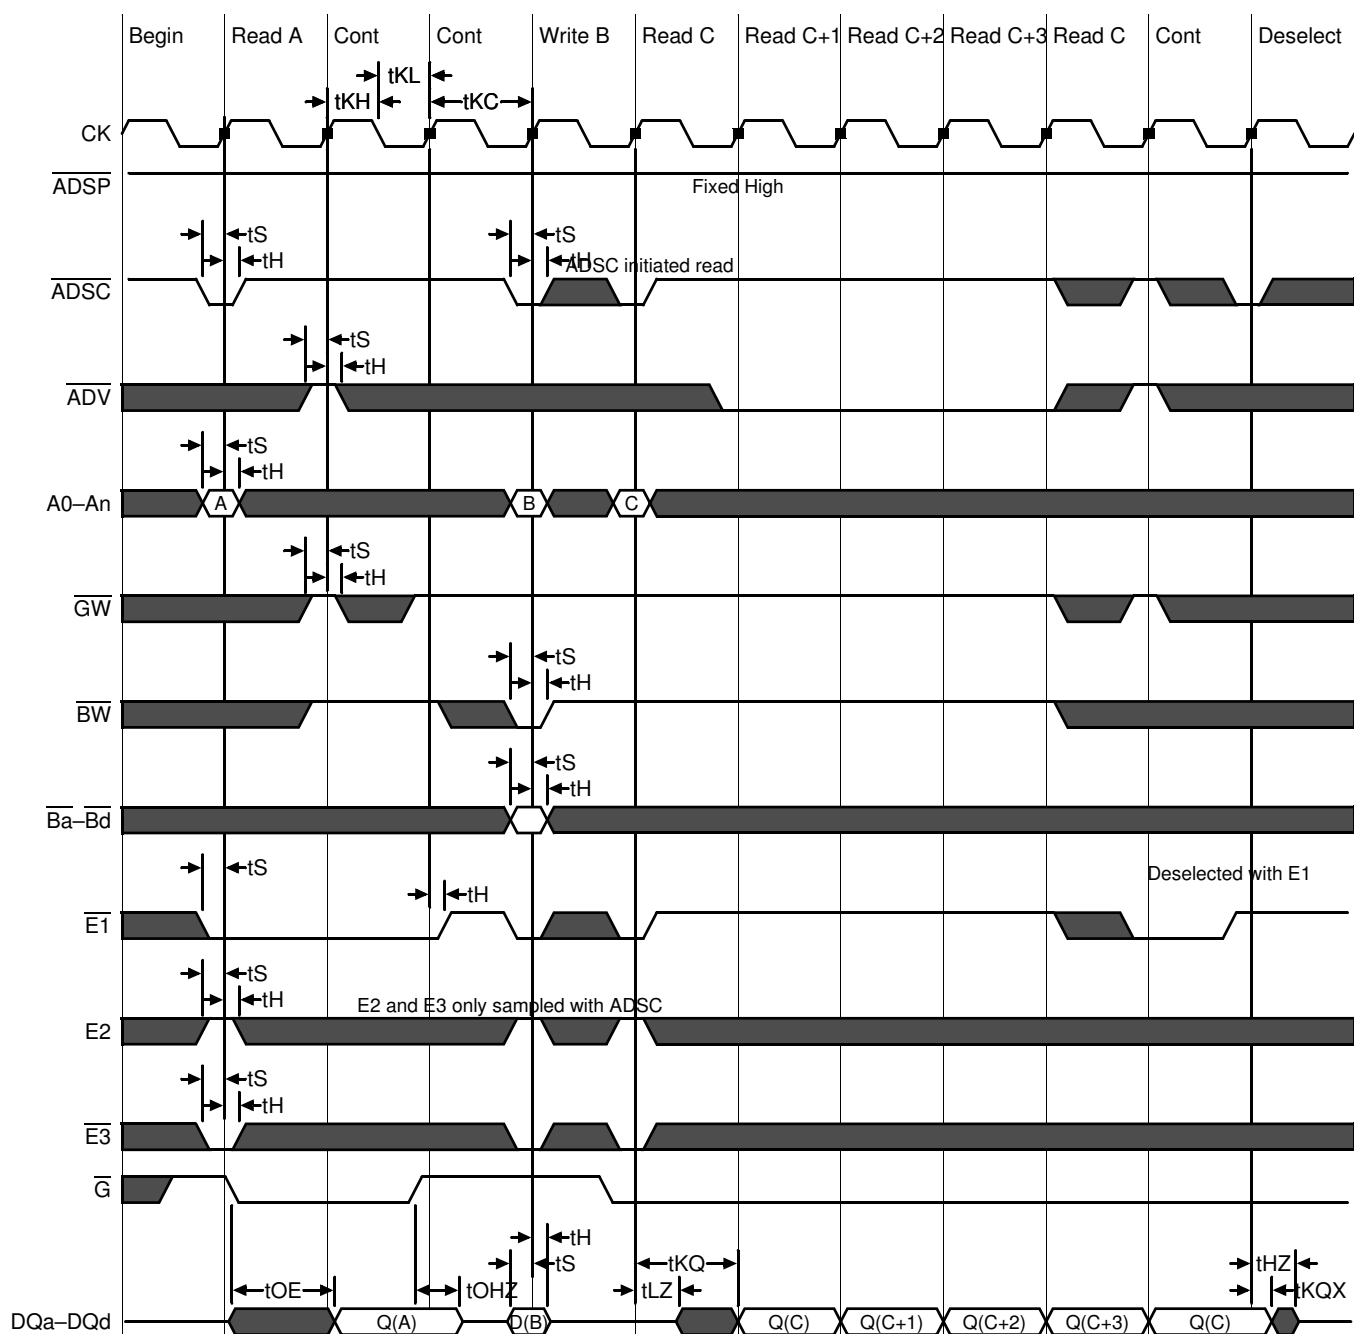 Begin Read A Cont Cont Write B Read C Read C+1 Read C+2 Read C+3 Read C Cont Deselect
tKL
tKH tKC
CK
ADSP
Fixed High
tS tS
tH tH
ADSC initiated read
ADSC
tS
tH
ADV
tS
tH
A0–An A B C
tS
tH
GW
tS
tH
BW
tS
tH
Ba–Bd
tS
Deselected with E1
tH
E1
tS
tH
E2 and E3 only sampled with ADSC
E2
tS
tH
E3
G
tH
tS
tKQ tHZ
tOE tOHZ tLZ tKQX
DQa–DQd Q(A) D(B) Q(C) Q(C+1) Q(C+2) Q(C+3) Q(C)